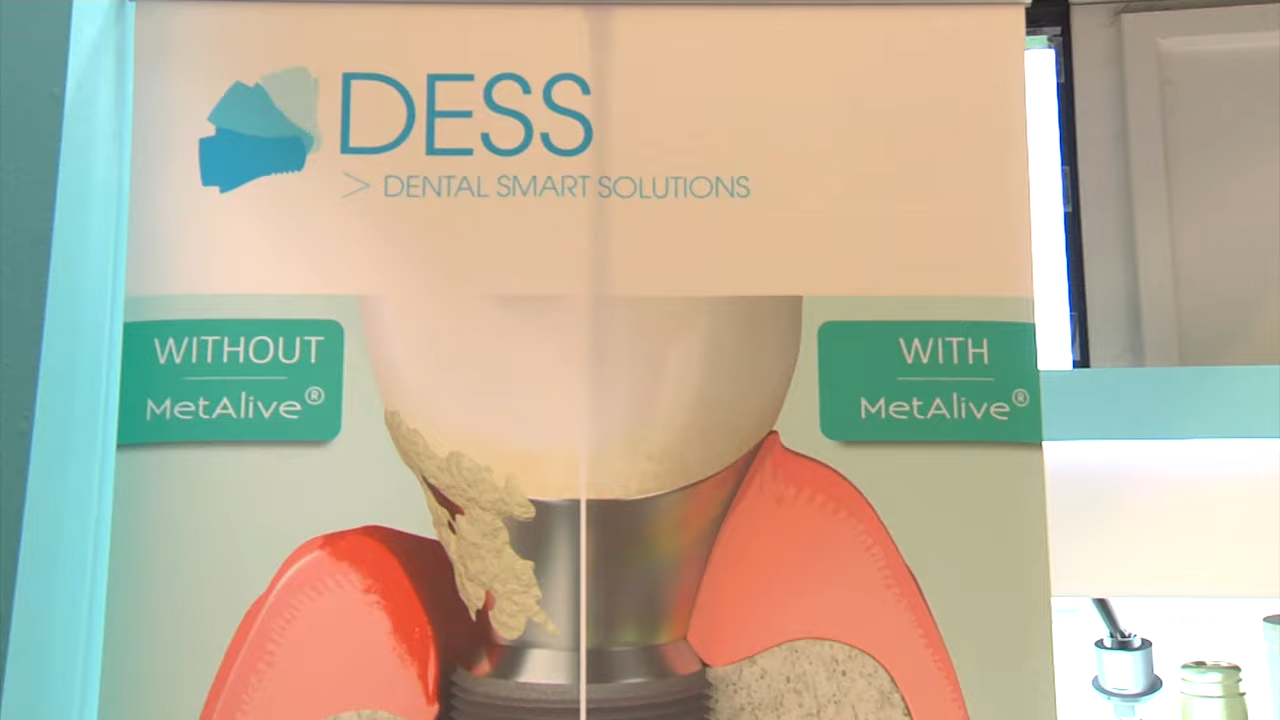 DESS
> DENTAL SMART SOLUTIONS
WITHOUT
MetAlive®
WITH
MetAlive®